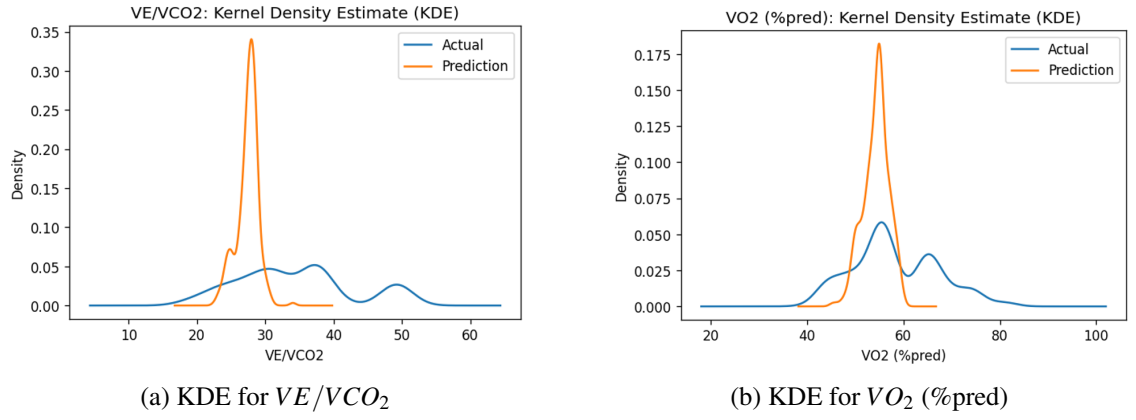 VE/VCO2: Kernel Density Estimate (KDE)
0.35
0.30
0.25
0.20
0.15
0.10
0.05
0.00
Density
Actual
Prediction
10 20 30 40 50 60
VE/VCO2
(a) KDE for VE/VCO₂
VO2 (%pred): Kernel Density Estimate (KDE)
0.175
0.150
0.125
0.100
0.075
0.050
0.025
0.000
Density
Actual
Prediction
20 40 60 80 100
VO2 (%pred)
(b) KDE for VO₂ (%pred)